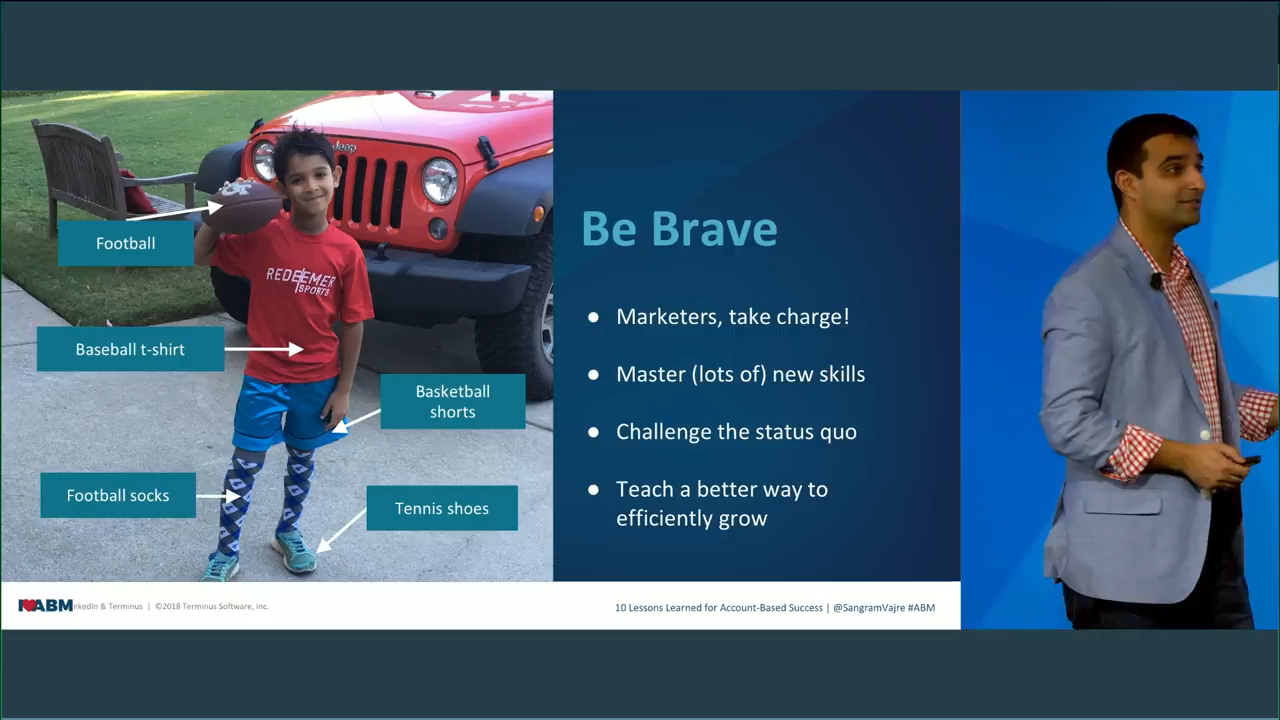 Jeep
Football
REDEEMER
SPORTS
Baseball t-shirt
Basketball
shorts
Football socks
Tennis shoes
Be Brave
● Marketers, take charge!
● Master (lots of) new skills
● Challenge the status quo
● Teach a better way to
efficiently grow
I ABM nkedIn & Terminus | ©2018 Terminus Software, Inc.
10 Lessons Learned for Account-Based Success | @SangramVajre #ABM